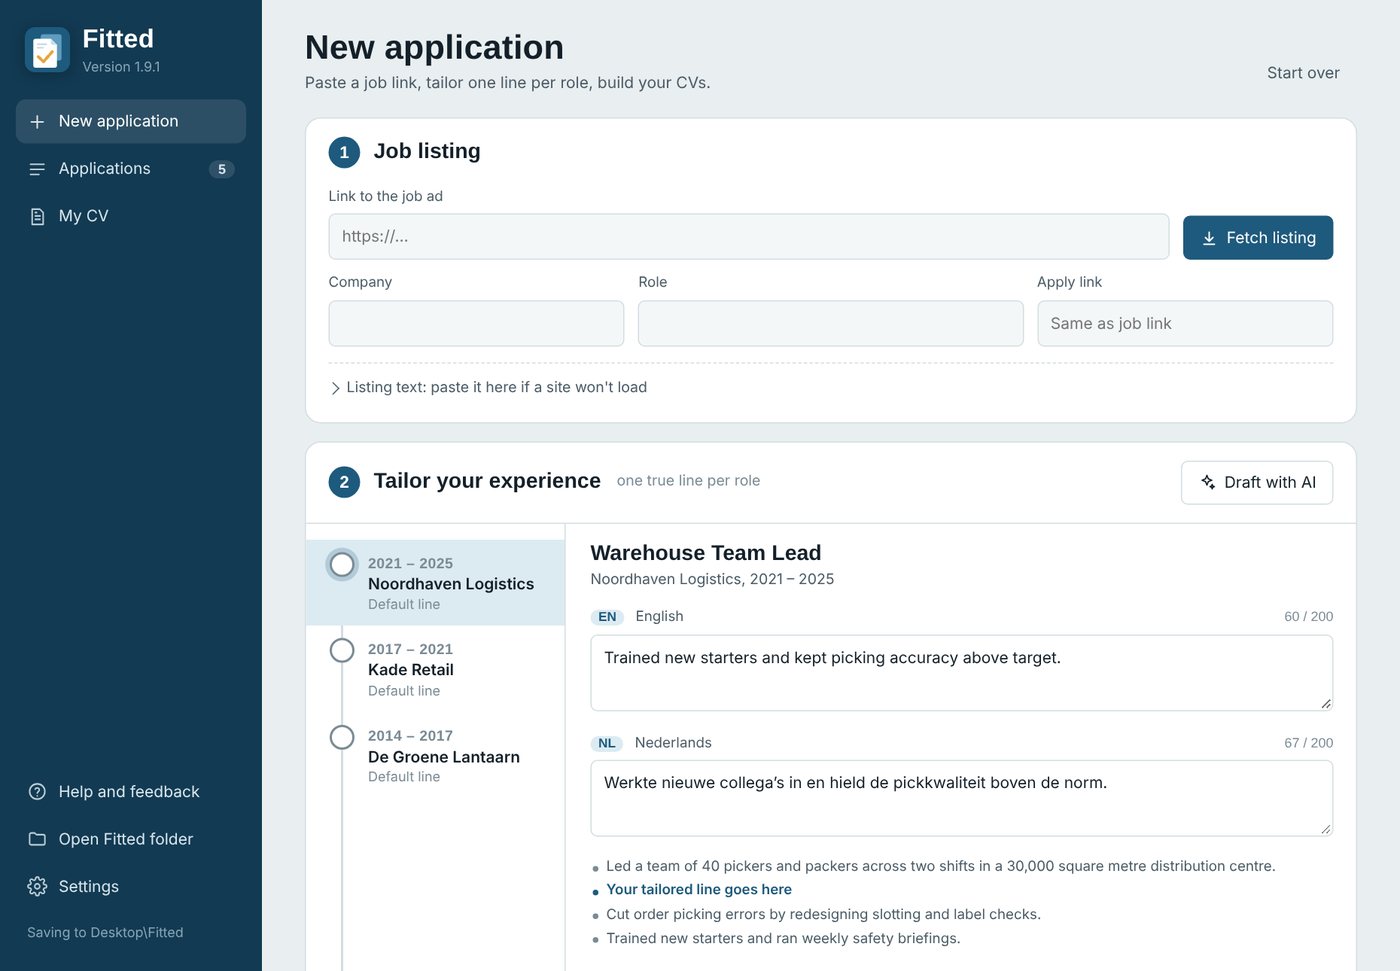 Fitted
Version 1.9.1
New application
Applications 5
My CV
Help and feedback
Open Fitted folder
Settings
Saving to Desktop\Fitted
New application
Paste a job link, tailor one line per role, build your CVs.
Start over
1 Job listing
Link to the job ad
https://...
Fetch listing
Company Role Apply link
Same as job link
Listing text: paste it here if a site won't load
2 Tailor your experience one true line per role
Draft with AI
2021 – 2025
Noordhaven Logistics
Default line
2017 – 2021
Kade Retail
Default line
2014 – 2017
De Groene Lantaarn
Default line
Warehouse Team Lead
Noordhaven Logistics, 2021 – 2025
EN English 60 / 200
Trained new starters and kept picking accuracy above target.
NL Nederlands 67 / 200
Werkte nieuwe collega’s in en hield de pickkwaliteit boven de norm.
Led a team of 40 pickers and packers across two shifts in a 30,000 square metre distribution centre.
Your tailored line goes here
Cut order picking errors by redesigning slotting and label checks.
Trained new starters and ran weekly safety briefings.